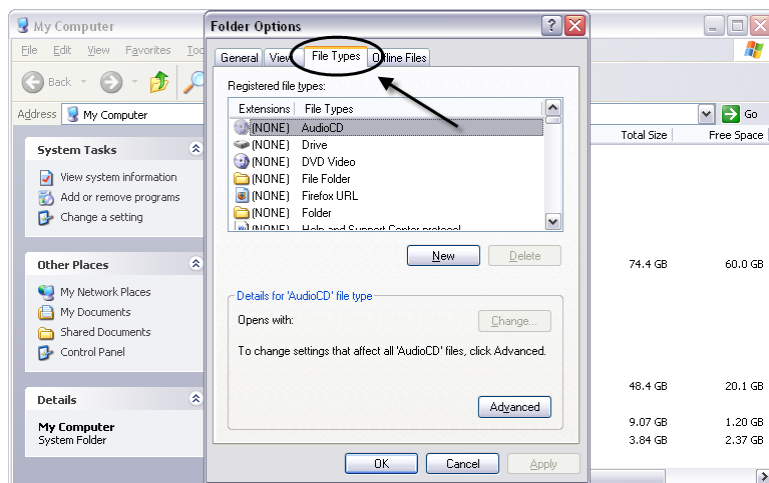 My Computer
File Edit View Favorites
Back
Address My Computer
Go
System Tasks
View system information
Add or remove programs
Change a setting
Other Places
My Network Places
My Documents
Shared Documents
Control Panel
Details
My Computer
System Folder
Folder Options
General View File Types Offline Files
Registered file types:
Extensions File Types
(NONE) AudioCD
(NONE) Drive
(NONE) DVD Video
(NONE) File Folder
(NONE) Firefox URL
(NONE) Folder
(NONE) Help and Support Center protocol
New Delete
Details for 'AudioCD' file type
Opens with: Change...
To change settings that affect all 'AudioCD' files, click Advanced.
Advanced
OK Cancel Apply
Total Size Free Space
74.4 GB 60.0 GB
48.4 GB 20.1 GB
9.07 GB 1.20 GB
3.84 GB 2.37 GB